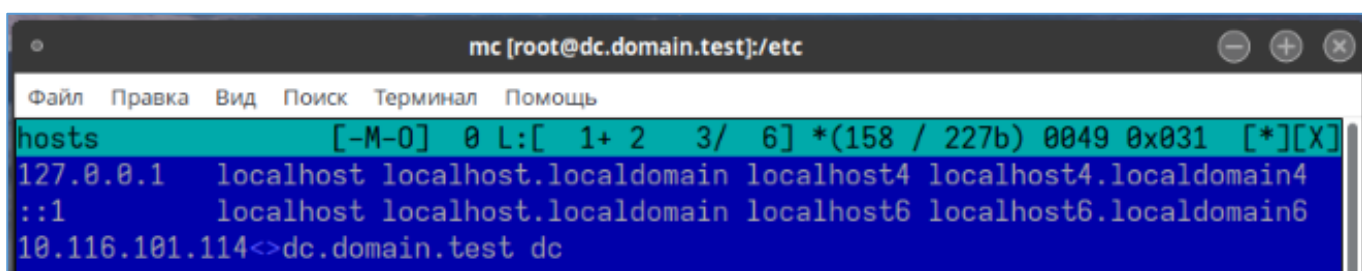 mc [root@dc.domain.test]:/etc
Файл Правка Вид Поиск Терминал Помощь
hosts [-M-O] 0 L:[ 1+ 2 3/ 6] *(158 / 227b) 0049 0x031 [*][X]
127.0.0.1 localhost localhost.localdomain localhost4 localhost4.localdomain4
::1 localhost localhost.localdomain localhost6 localhost6.localdomain6
10.116.101.114<>dc.domain.test dc